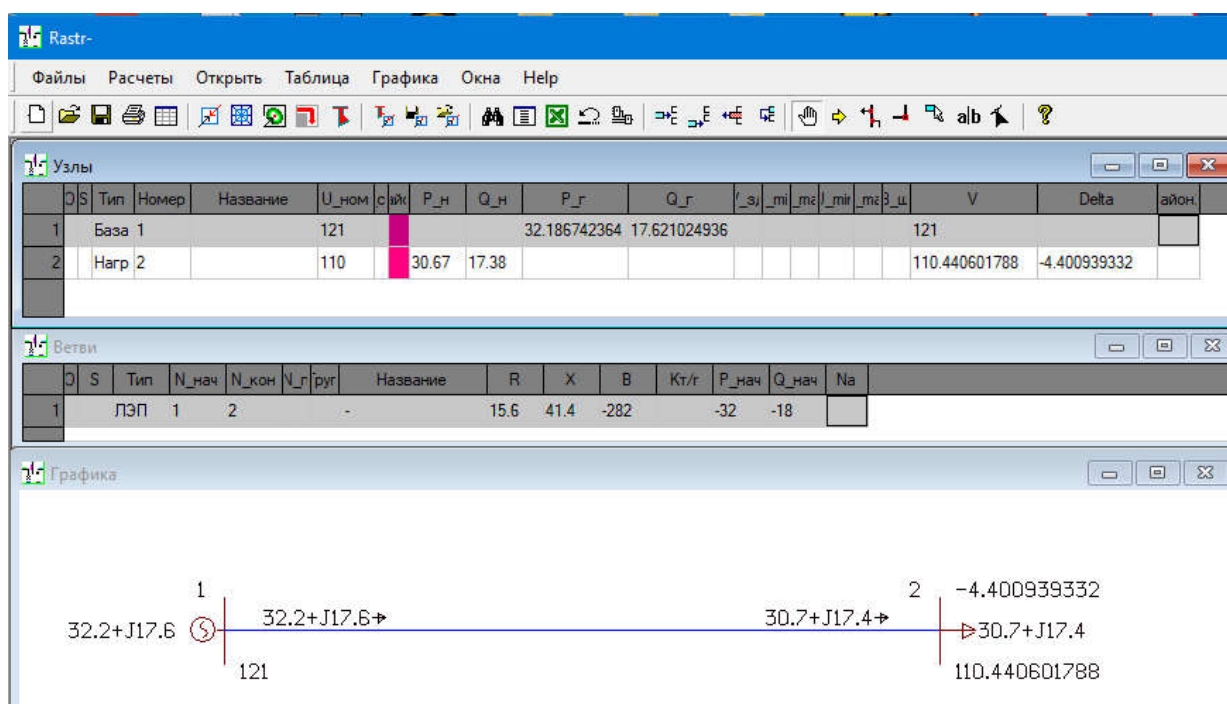 Rastr-
Файлы Расчеты Открыть Таблица Графика Окна Help
a|b
Узлы
S Тип Номер Название U_ном P_н Q_н P_г Q_г V Delta айон.
1 База 1 121 32.186742364 17.621024936 121
2 Нагр 2 110 30.67 17.38 110.440601788 -4.400939332
Ветви
S Тип N_нач N_кон Название R X B Кт/г P_нач Q_нач Na
1 ЛЭП 1 2 - 15.6 41.4 -282 -32 -18
Графика
1 2 -4.400939332
32.2+J17.6 32.2+J17.6 30.7+J17.4 30.7+J17.4
121 110.440601788